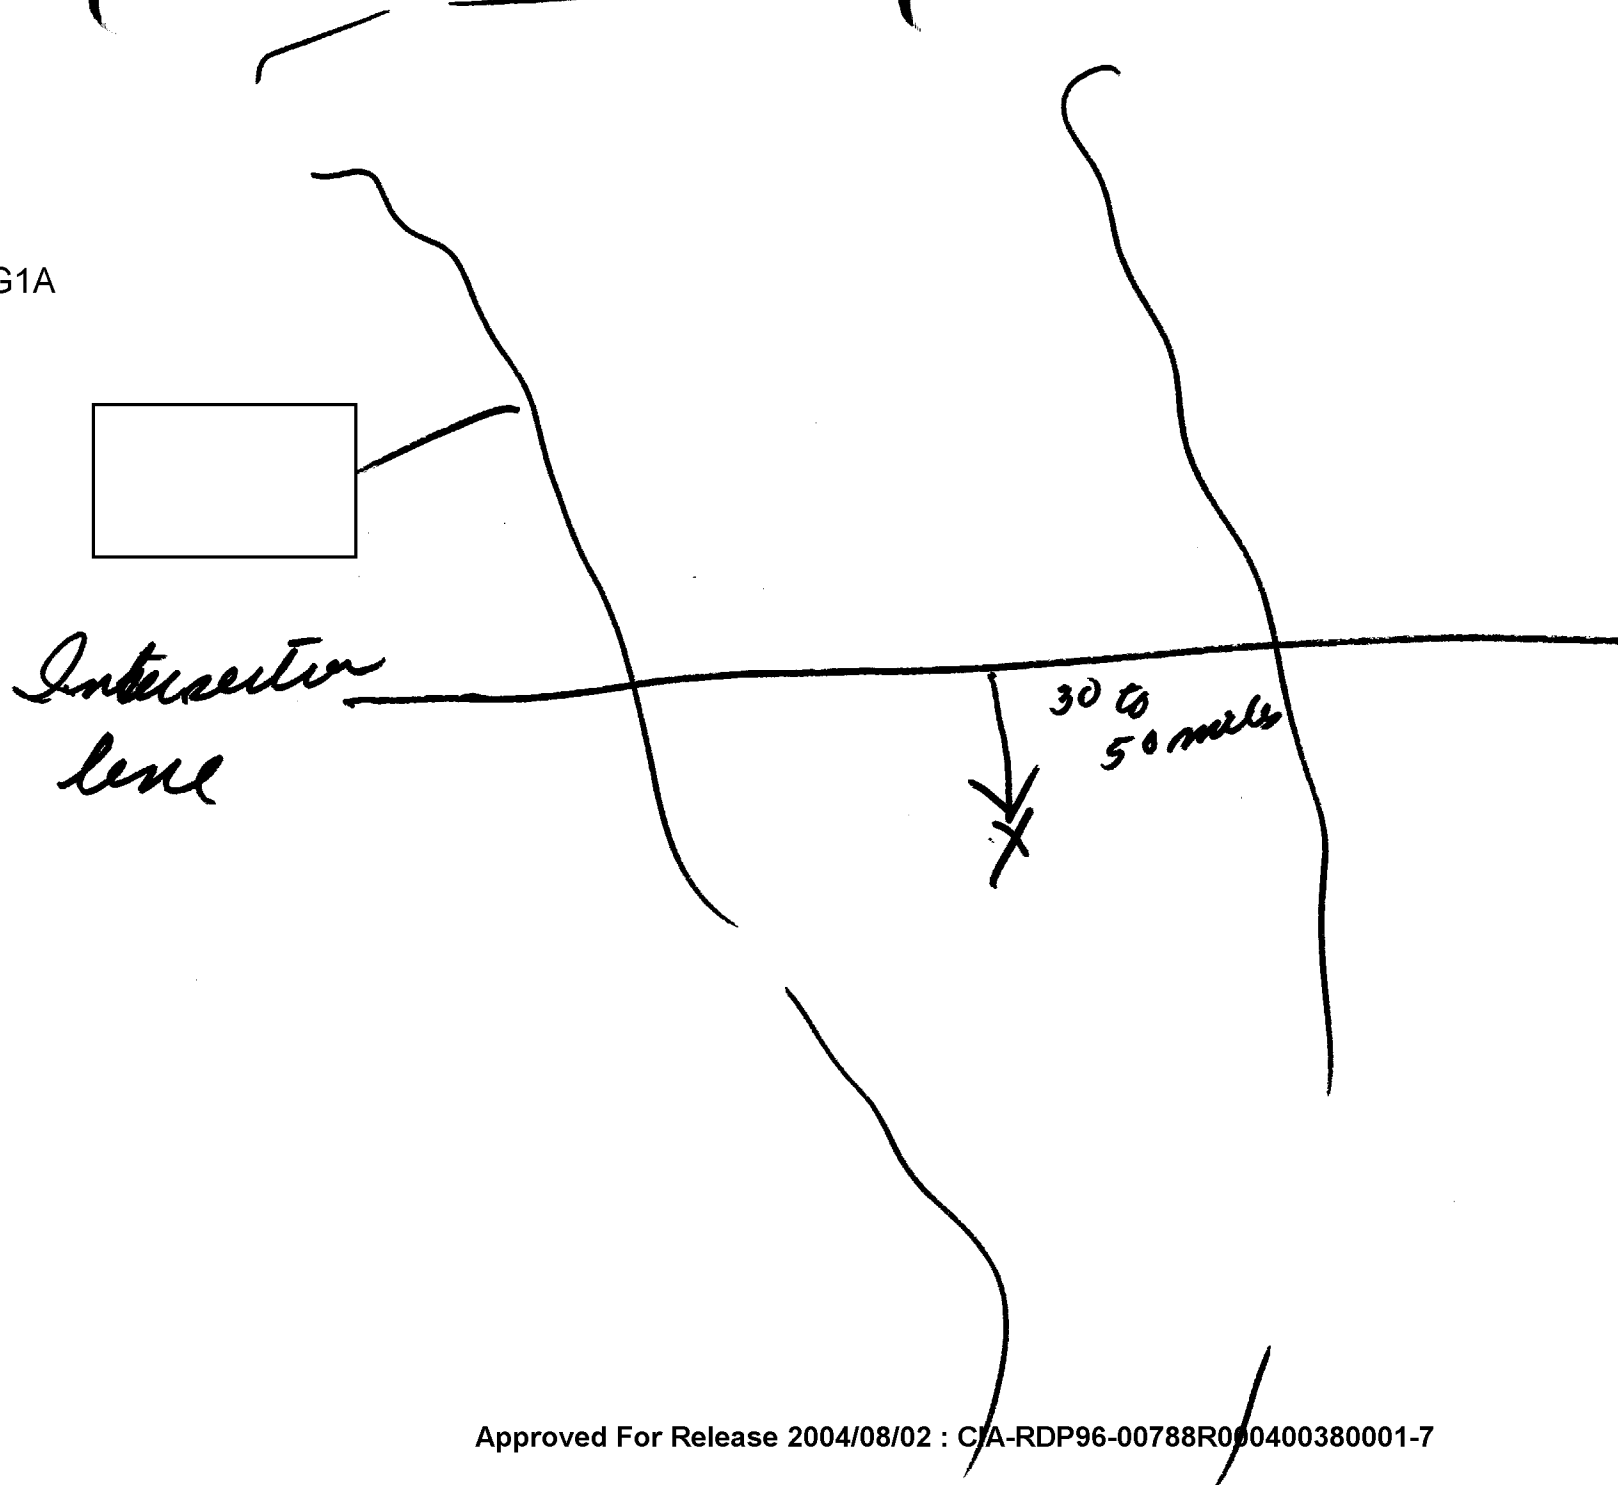 G1A
Intersection
line
30 to
50 miles
Approved For Release 2004/08/02 : CIA-RDP96-00788R000400380001-7